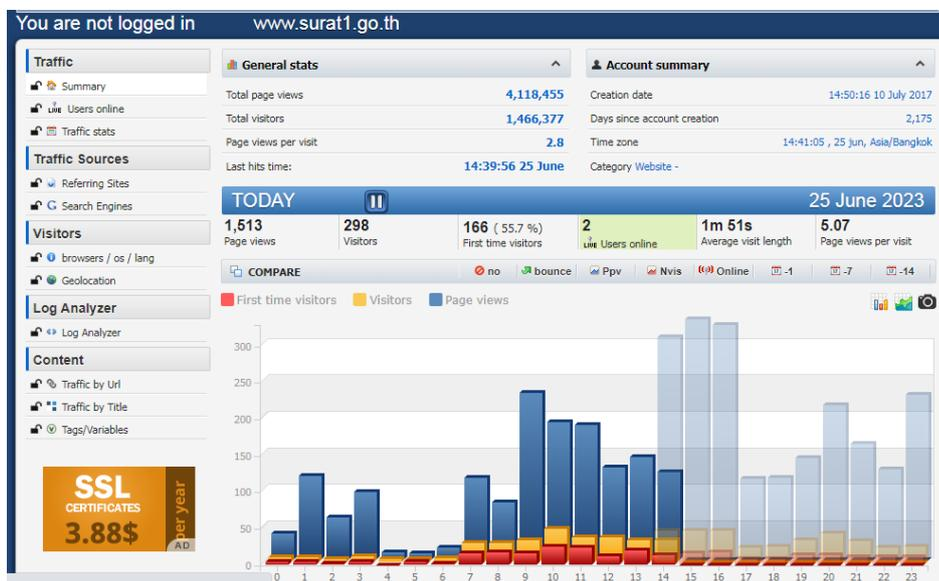 You are not logged in www.surat1.go.th
Traffic
Summary
LIVE Users online
Traffic stats
Traffic Sources
Referring Sites
Search Engines
Visitors
browsers / os / lang
Geolocation
Log Analyzer
Log Analyzer
Content
Traffic by Url
Traffic by Title
Tags/Variables
SSL
CERTIFICATES
3.88$
per year
AD
General stats
Total page views 4,118,455
Total visitors 1,466,377
Page views per visit 2.8
Last hits time: 14:39:56 25 June
Account summary
Creation date 14:50:16 10 July 2017
Days since account creation 2,175
Time zone 14:41:05 , 25 jun, Asia/Bangkok
Category Website -
TODAY 25 June 2023
1,513 298 166 ( 55.7 %) 2 1m 51s 5.07
Page views Visitors First time visitors LIVE Users online Average visit length Page views per visit
COMPARE no bounce Ppv Nvis Online -1 -7 -14
First time visitors Visitors Page views
300
250
200
150
100
50
0
0 1 2 3 4 5 6 7 8 9 10 11 12 13 14 15 16 17 18 19 20 21 22 23